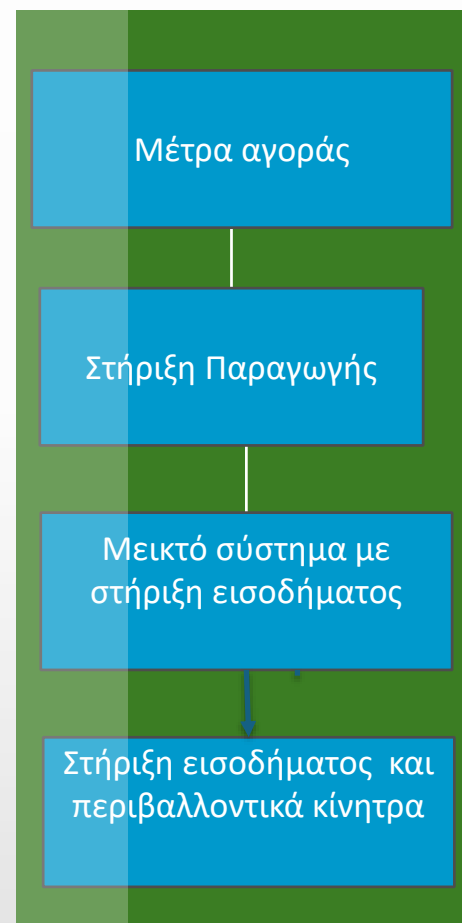 Μέτρα αγοράς
Στήριξη Παραγωγής
Μεικτό σύστημα με
στήριξη εισοδήματος
Στήριξη εισοδήματος και
περιβαλλοντικά κίνητρα